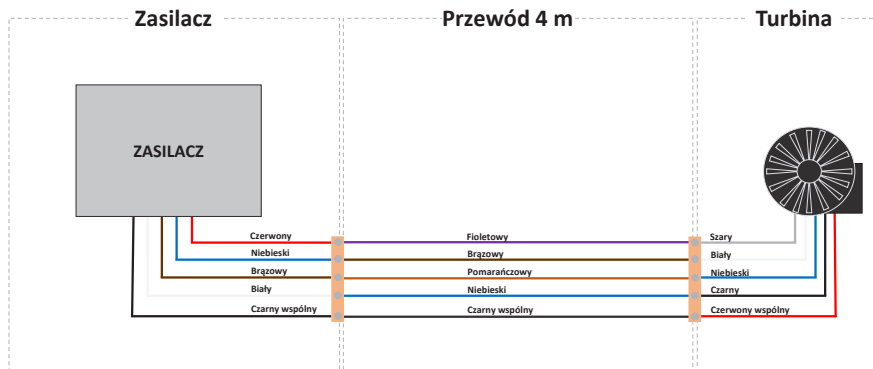 Zasilacz Przewód 4 m Turbina
ZASILACZ
Czerwony Fioletowy Szary
Niebieski Brązowy Biały
Brązowy Pomarańczowy Niebieski
Biały Niebieski Czarny
Czarny wspólny Czarny wspólny Czerwony wspólny